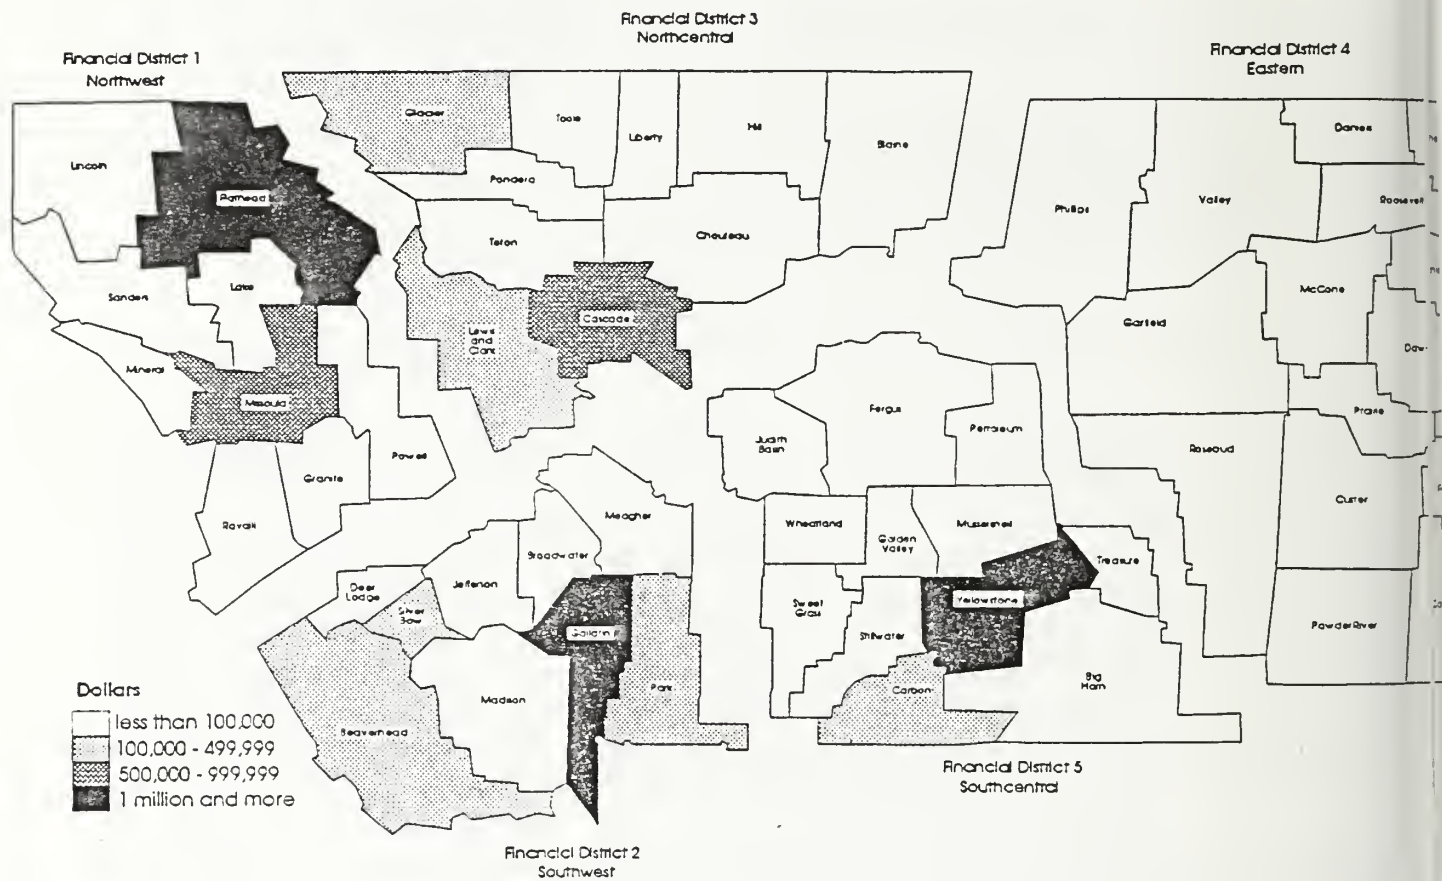 Financial District 3
Northcentral
Financial District 1
Northwest
Financial District 4
Eastern
Glacier
Toole
Liberty
Hill
Blaine
Daniels
Lincoln
Flathead
Pondera
Phillips
Valley
Roosevelt
Teton
Chouteau
Sanders
Lake
Cascade
McCone
Garfield
Lewis
and
Clark
Mineral
Missoula
Fergus
Petroleum
Prairie
Judith
Basin
Rosebud
Powell
Granite
Custer
Ravalli
Meagher
Wheatland
Golden
Valley
Musselshell
Broadwater
Treasure
Deer
Lodge
Jefferson
Silver
Bow
Sweet
Grass
Yellowstone
Stillwater
Gallatin
Powder River
Park
Carbon
Big
Horn
Madison
Beaverhead
Dollars
less than 100,000
100,000 - 499,999
500,000 - 999,999
1 million and more
Financial District 5
Southcentral
Financial District 2
Southwest